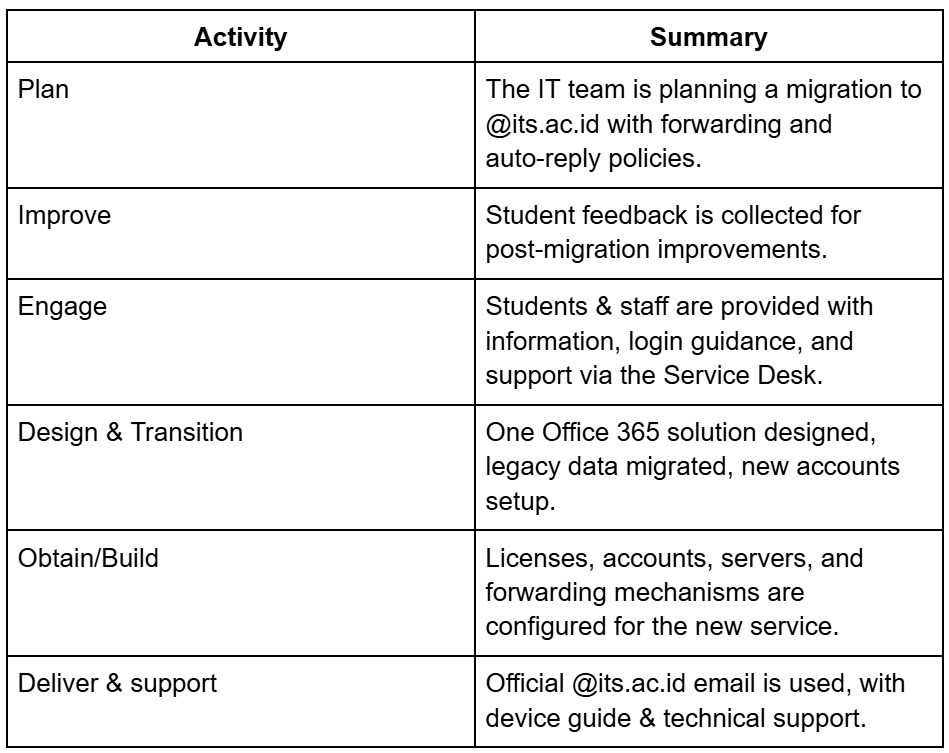 Activity
Summary
Plan
The IT team is planning a migration to
@its.ac.id with forwarding and
auto-reply policies.
Improve
Student feedback is collected for
post-migration improvements.
Engage
Students & staff are provided with
information, login guidance, and
support via the Service Desk.
Design & Transition
One Office 365 solution designed,
legacy data migrated, new accounts
setup.
Obtain/Build
Licenses, accounts, servers, and
forwarding mechanisms are
configured for the new service.
Deliver & support
Official @its.ac.id email is used, with
device guide & technical support.